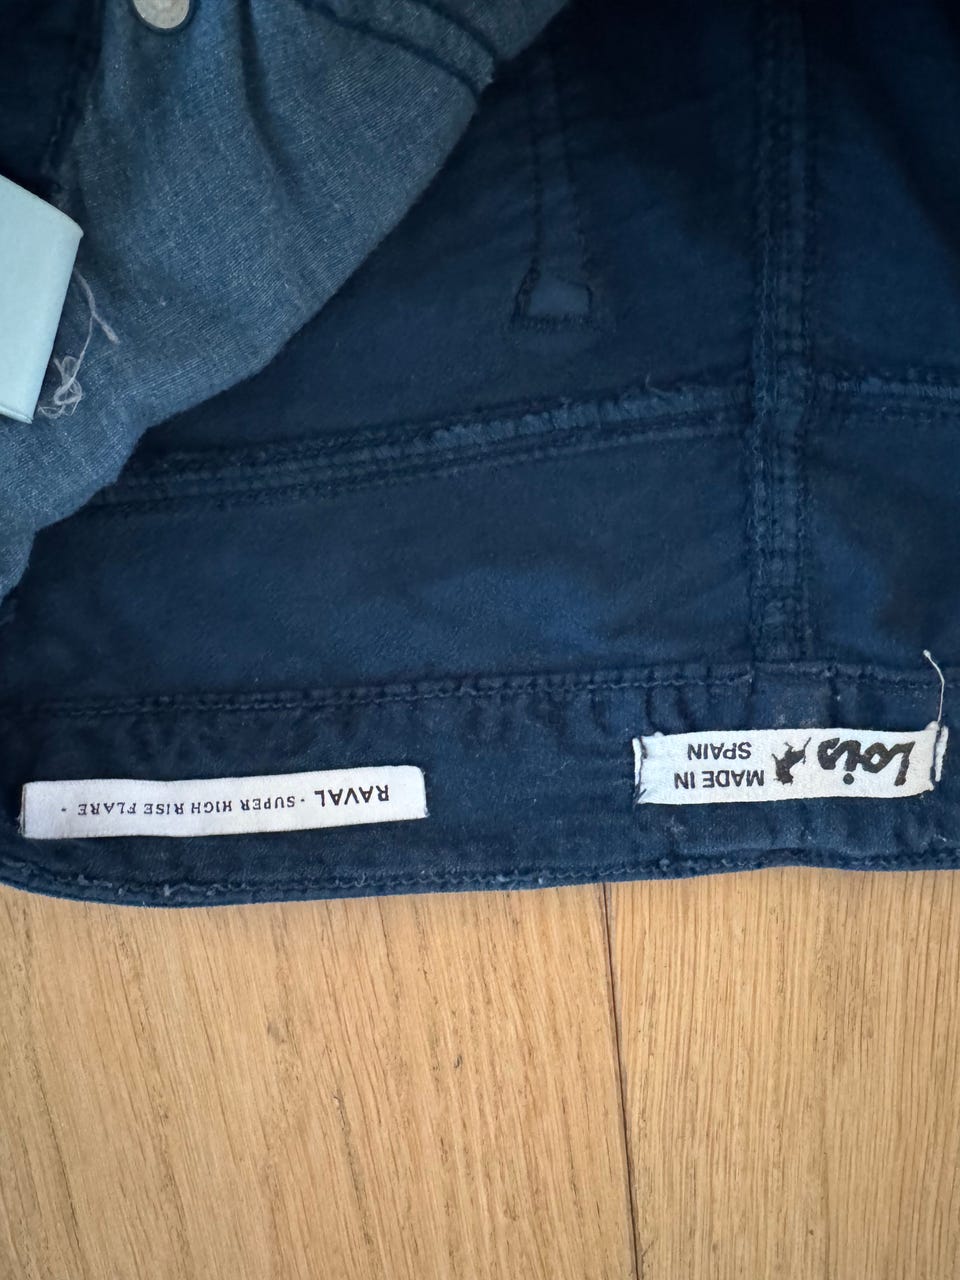 Lois
MADE IN
SPAIN
RAVAL · SUPER HIGH RISE FLARE ·